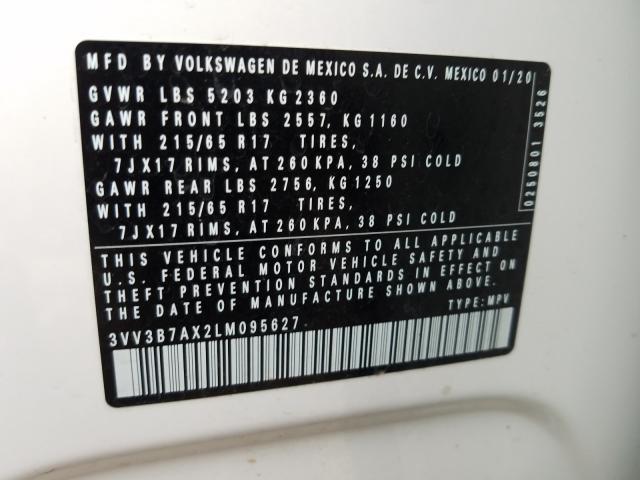 MFD BY VOLKSWAGEN DE MEXICO S.A. DE C.V. MEXICO 01/20
GVWR LBS 5203 KG 2360
GAWR FRONT LBS 2557, KG 1160
WITH 215/65 R17 TIRES,
7JX17 RIMS, AT 260 KPA, 38 PSI COLD
GAWR REAR LBS 2756, KG 1250
WITH 215/65 R17 TIRES,
7JX17 RIMS, AT 260 KPA, 38 PSI COLD
THIS VEHICLE CONFORMS TO ALL APPLICABLE
U.S. FEDERAL MOTOR VEHICLE SAFETY AND
THEFT PREVENTION STANDARDS IN EFFECT ON
THE DATE OF MANUFACTURE SHOWN ABOVE.
3VV3B7AX2LM095627 TYPE: MPV
0250801 3526